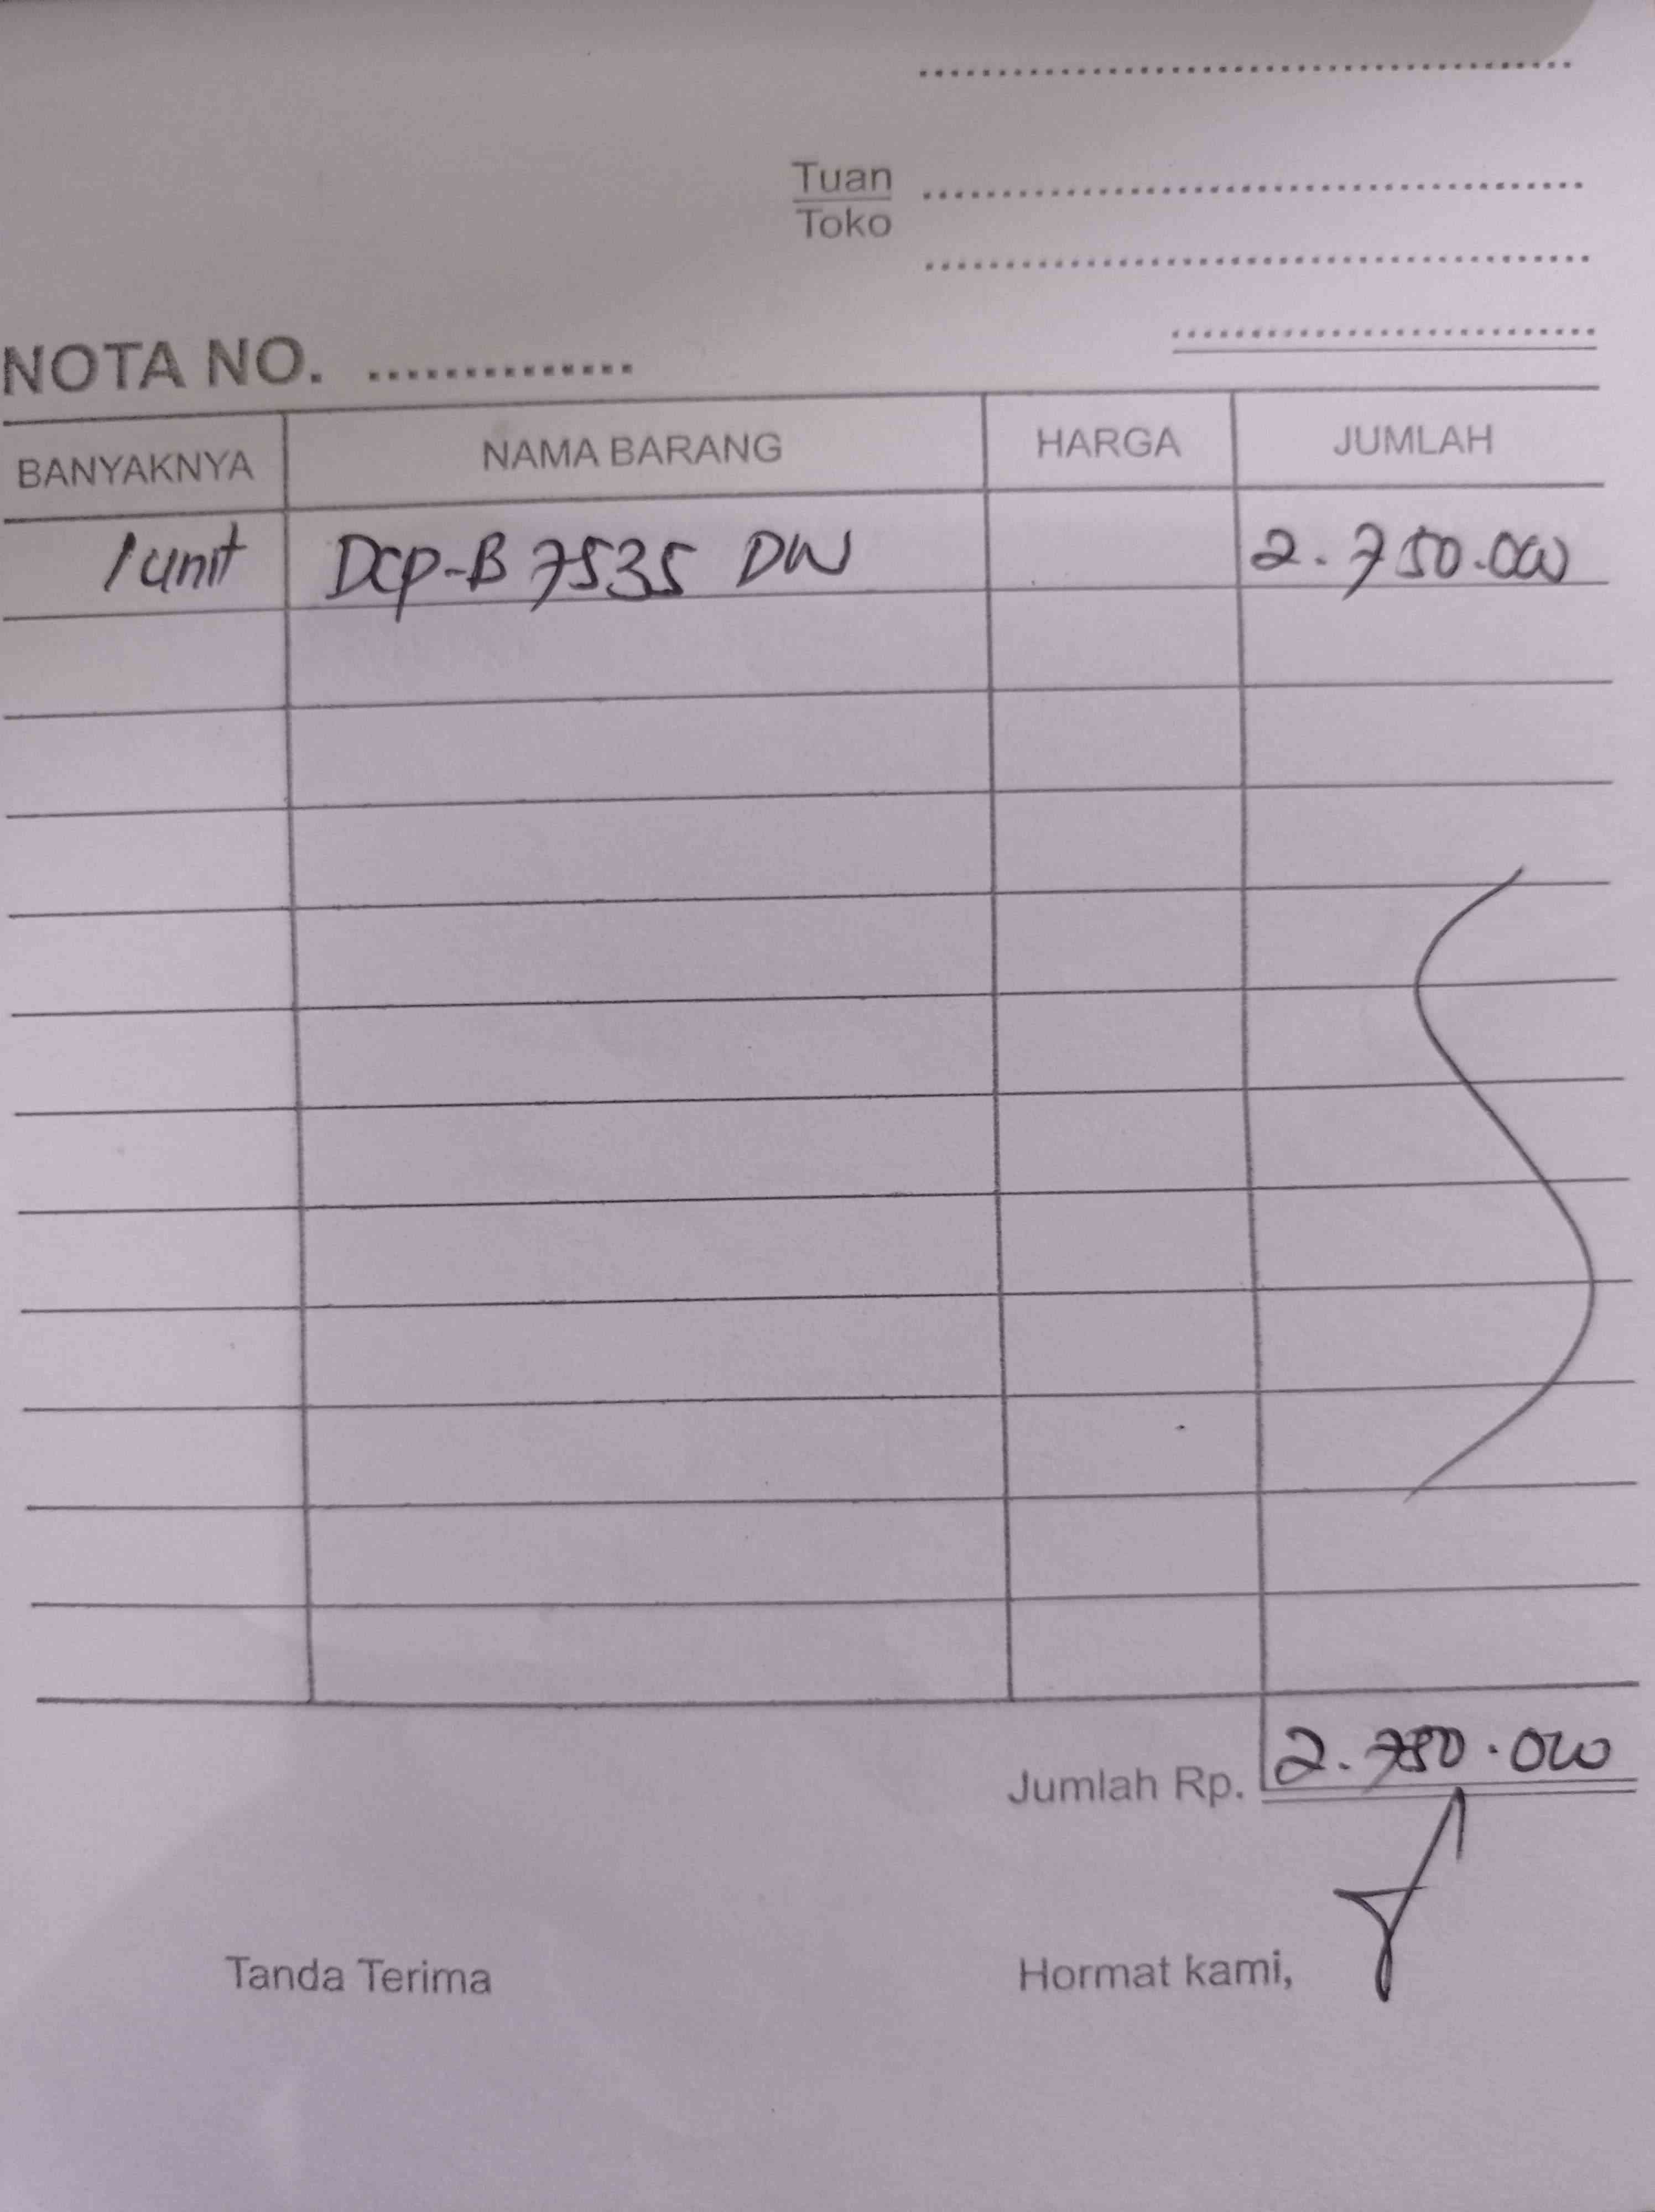 Tuan
Toko
NOTA NO. ..............
BANYAKNYA NAMA BARANG HARGA JUMLAH
1 unit DCP-B 7535 DW 2.750.000
Jumlah Rp. 2.750.000
Tanda Terima Hormat kami,